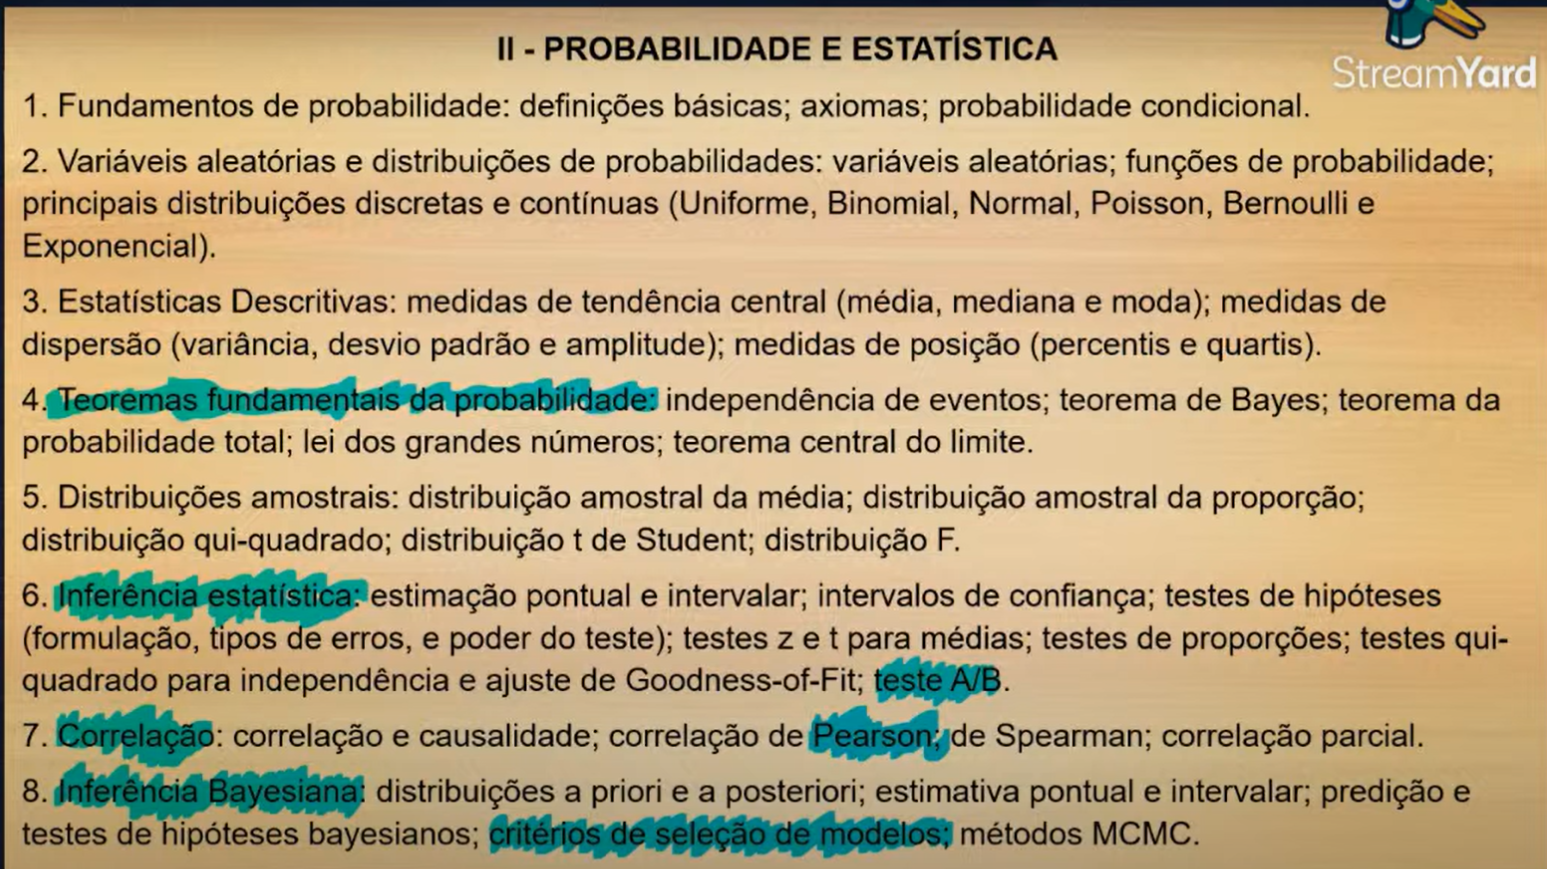 II - PROBABILIDADE E ESTATÍSTICA
StreamYard
1. Fundamentos de probabilidade: definições básicas; axiomas; probabilidade condicional.
2. Variáveis aleatórias e distribuições de probabilidades: variáveis aleatórias; funções de probabilidade;
principais distribuições discretas e contínuas (Uniforme, Binomial, Normal, Poisson, Bernoulli e
Exponencial).
3. Estatísticas Descritivas: medidas de tendência central (média, mediana e moda); medidas de
dispersão (variância, desvio padrão e amplitude); medidas de posição (percentis e quartis).
4. Teoremas fundamentais da probabilidade: independência de eventos; teorema de Bayes; teorema da
probabilidade total; lei dos grandes números; teorema central do limite.
5. Distribuições amostrais: distribuição amostral da média; distribuição amostral da proporção;
distribuição qui-quadrado; distribuição t de Student; distribuição F.
6. Inferência estatística: estimação pontual e intervalar; intervalos de confiança; testes de hipóteses
(formulação, tipos de erros, e poder do teste); testes z e t para médias; testes de proporções; testes qui-
quadrado para independência e ajuste de Goodness-of-Fit; teste A/B.
7. Correlação: correlação e causalidade; correlação de Pearson; de Spearman; correlação parcial.
8. Inferência Bayesiana: distribuições a priori e a posteriori; estimativa pontual e intervalar; predição e
testes de hipóteses bayesianos; critérios de seleção de modelos; métodos MCMC.